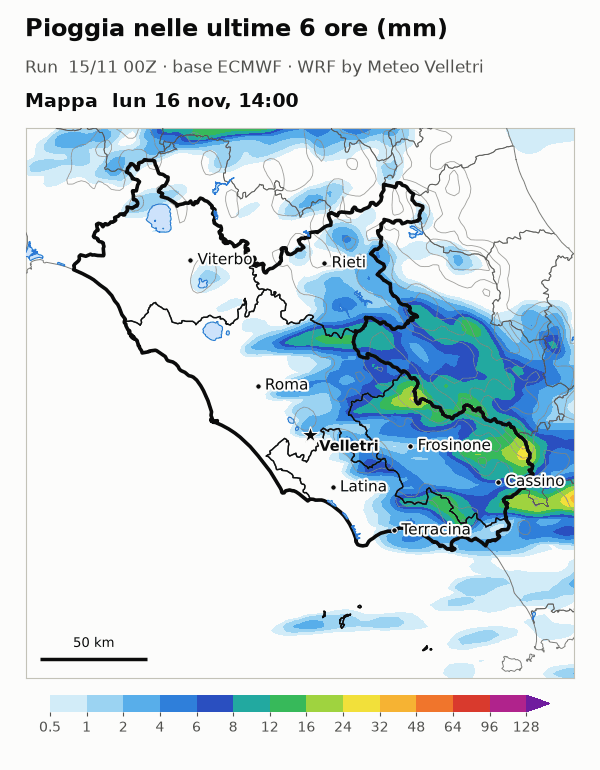 Pioggia nelle ultime 6 ore (mm)
Run  15/11 00Z · base ECMWF · WRF by Meteo Velletri
Mappa  lun 16 nov, 14:00
Viterbo
Rieti
Roma
Velletri
Frosinone
Cassino
Latina
Terracina
50 km
0.5 1 2 4 6 8 12 16 24 32 48 64 96 128